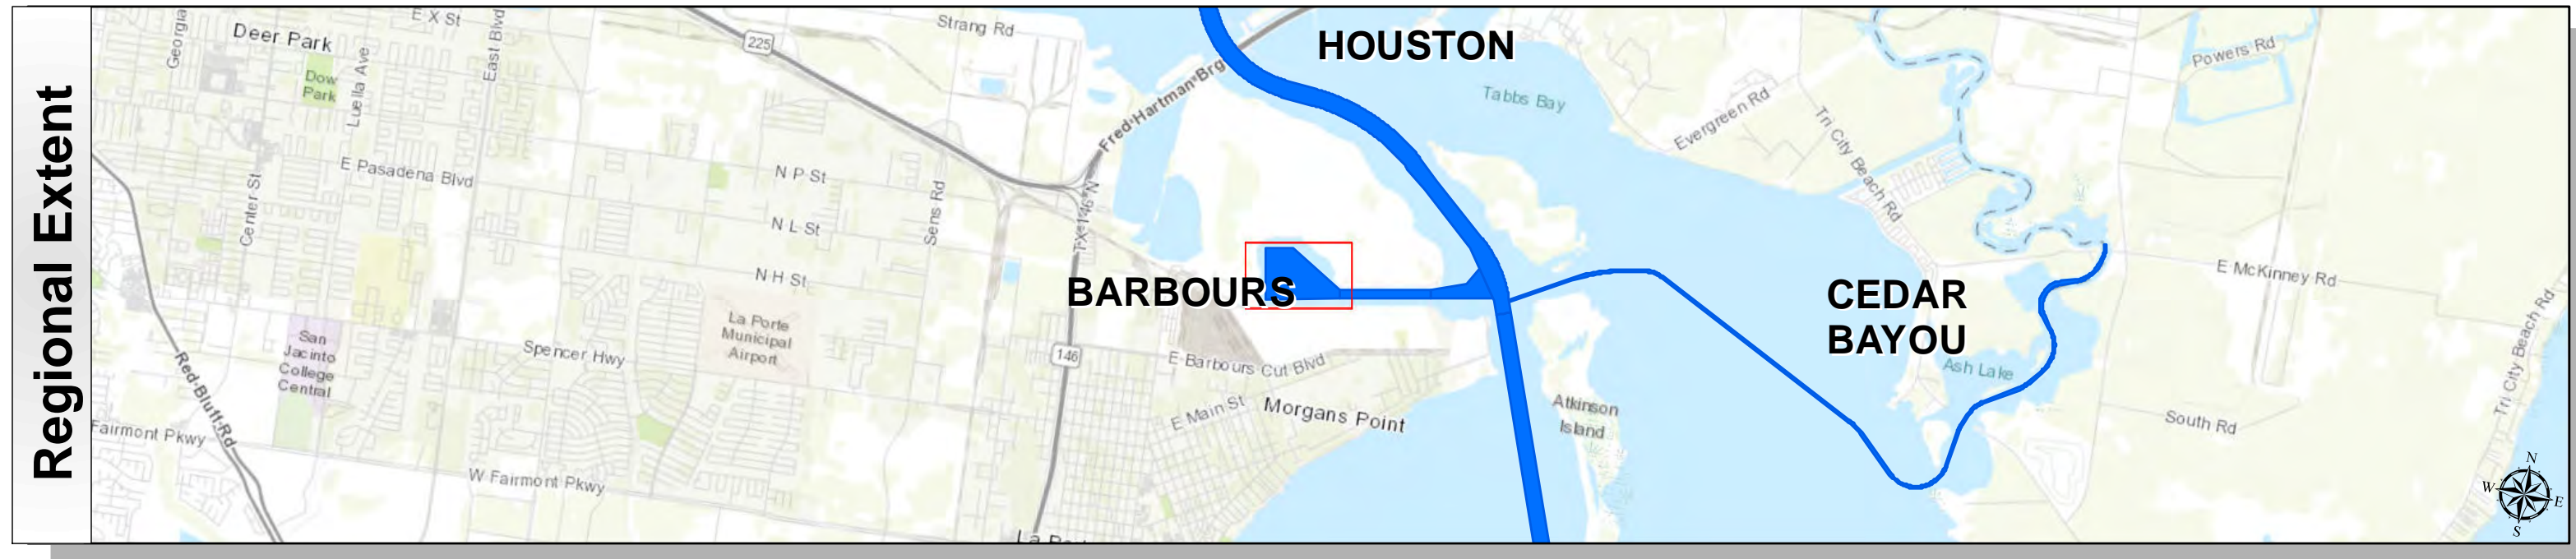 Regional Extent
Georgia
E X St
Deer Park
East Blvd
Dow
Park
Luella Ave
225
Strang Rd
Fred Hartman Brg
HOUSTON
Tabbs Bay
Evergreen Rd
Tri City Beach Rd
Powers Rd
E Pasadena Blvd
Center St
N P St
N L St
N H St
Sens Rd
TX-146 N
BARBOURS
CEDAR
BAYOU
E McKinney Rd
Tri City Beach Rd
San
Jacinto
College
Central
Spencer Hwy
La Porte
Municipal
Airport
146
E Barbours Cut Blvd
E Main St
Morgans Point
Atkinson
Island
Ash Lake
South Rd
Red Bluff Rd
Fairmont Pkwy
W Fairmont Pkwy
N
W
E
S